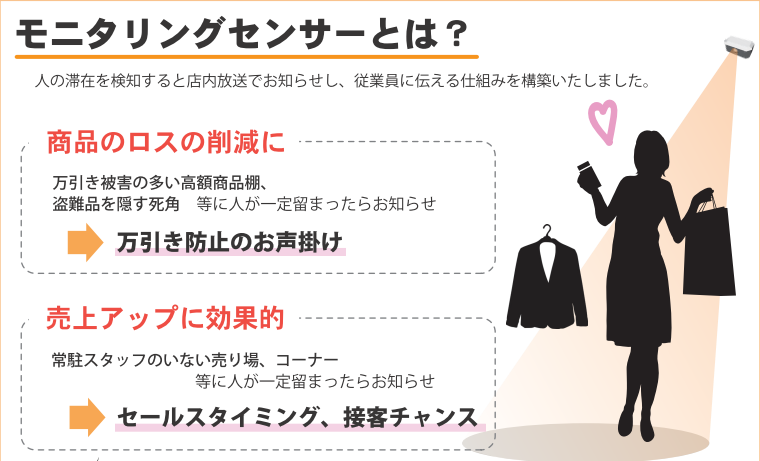 モニタリングセンサーとは？
人の滞在を検知すると店内放送でお知らせし、従業員に伝える仕組みを構築いたしました。
商品のロスの削減に
万引き被害の多い高額商品棚、
盗難品を隠す死角　等に人が一定留まったらお知らせ
万引き防止のお声掛け
売上アップに効果的
常駐スタッフのいない売り場、コーナー
等に人が一定留まったらお知らせ
セールスタイミング、接客チャンス